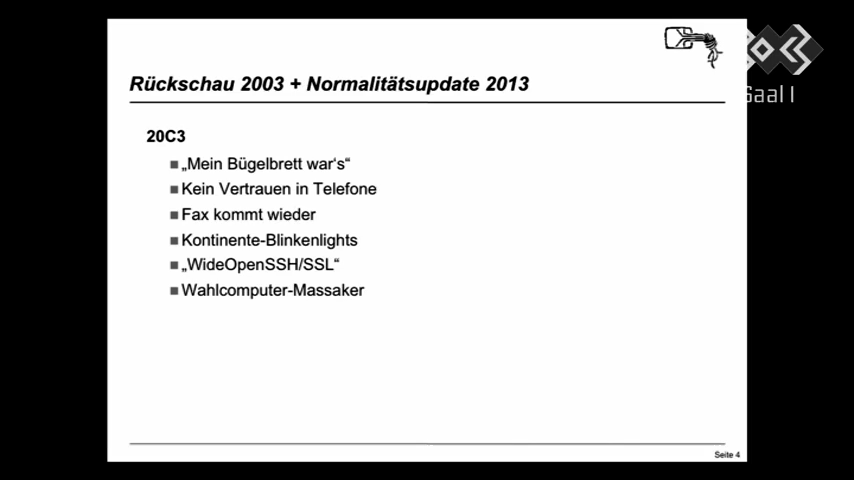 Rückschau 2003 + Normalitätsupdate 2013
Saal 1
20C3
„Mein Bügelbrett war‘s“
Kein Vertrauen in Telefone
Fax kommt wieder
Kontinente-Blinkenlights
„WideOpenSSH/SSL“
Wahlcomputer-Massaker
Seite 4